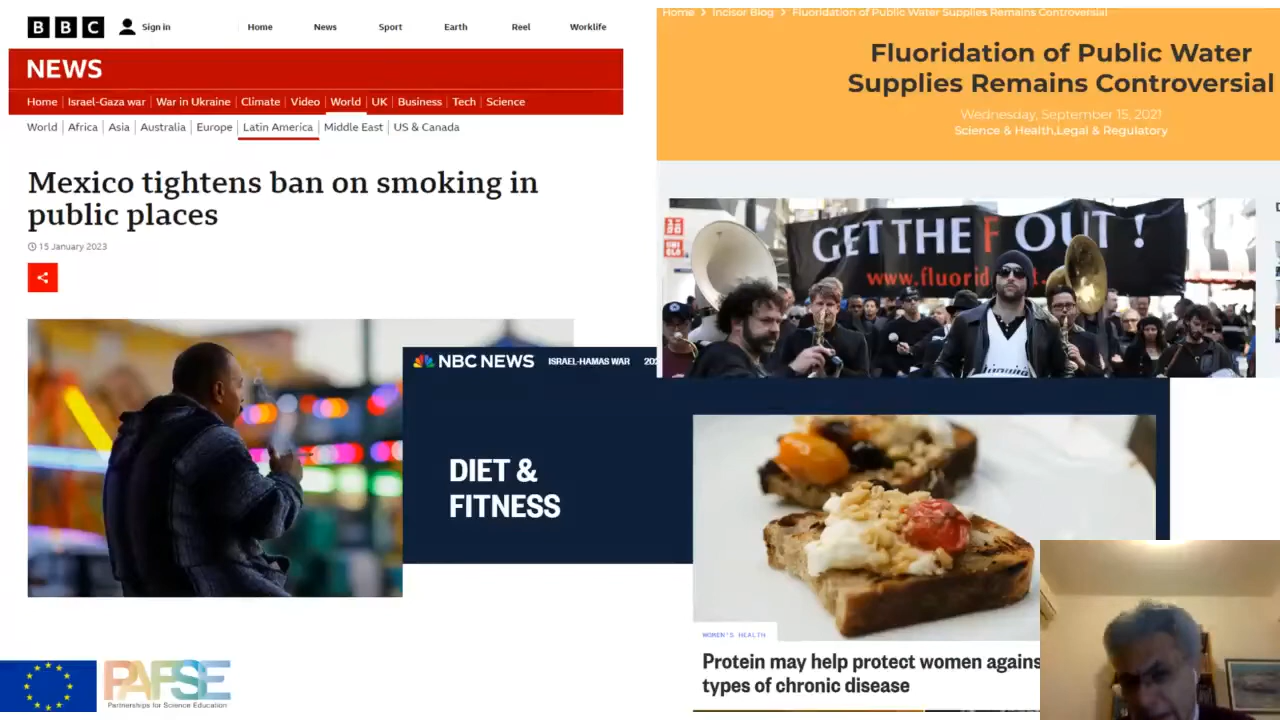 BBC
Sign in
Home
News
Sport
Earth
Reel
Worklife
NEWS
Home
Israel-Gaza war
War in Ukraine
Climate
Video
World
UK
Business
Tech
Science
World
Africa
Asia
Australia
Europe
Latin America
Middle East
US & Canada
Mexico tightens ban on smoking in
public places
15 January 2023
Home > Incisor Blog > Fluoridation of Public Water Supplies Remains Controversial
Fluoridation of Public Water
Supplies Remains Controversial
Wednesday, September 15, 2021
Science & Health,Legal & Regulatory
GET THE F OUT !
NBC NEWS
ISRAEL-HAMAS WAR
DIET &
FITNESS
WOMEN'S HEALTH
Protein may help protect women agains
types of chronic disease
PAFSE
Partnerships for Science Education